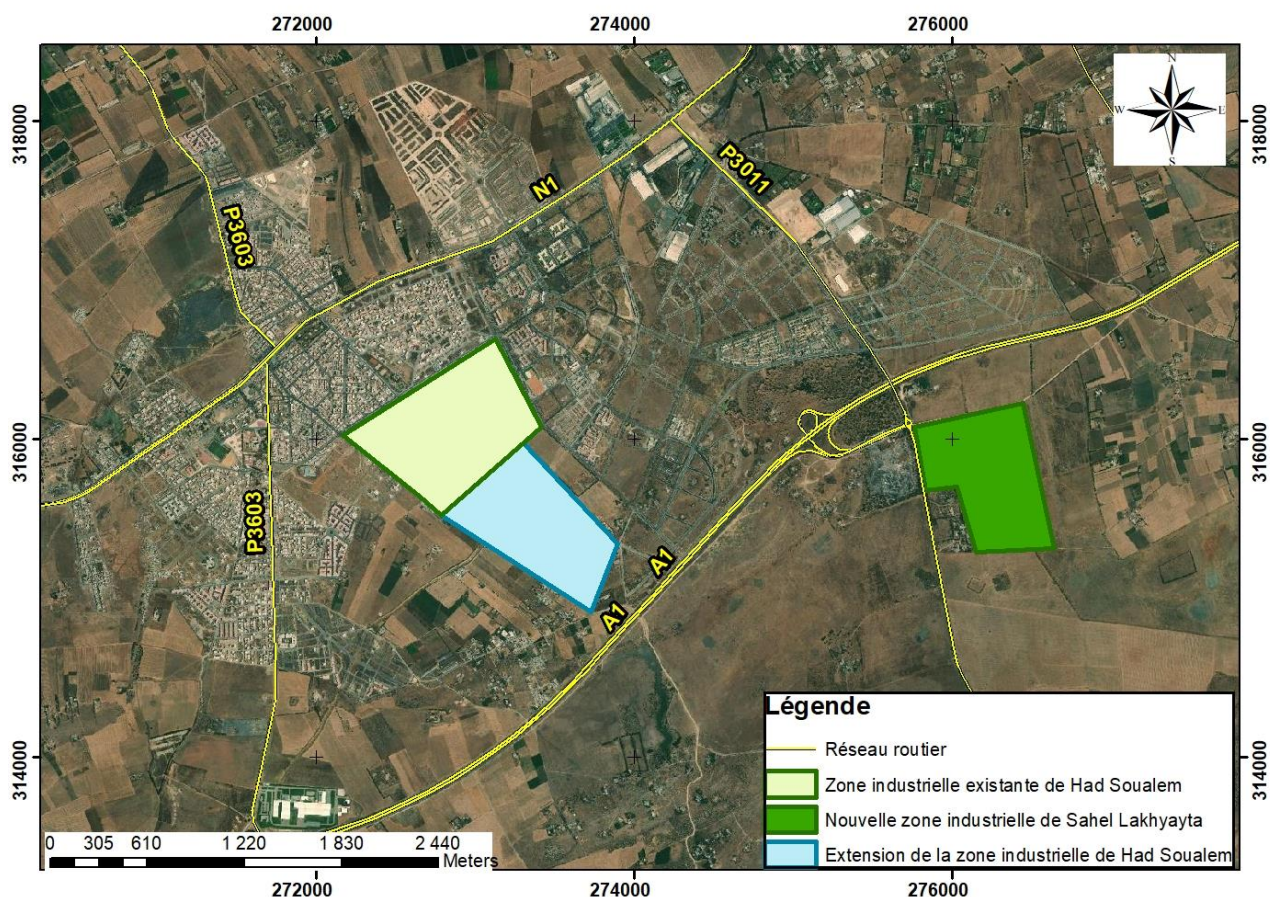 272000 274000 276000
318000 318000
N
W E
S
P3011
N1
P3603
316000 316000
P3603
A1
A1
Légende
Réseau routier
Zone industrielle existante de Had Soualem
Nouvelle zone industrielle de Sahel Lakhyayta
Extension de la zone industrielle de Had Soualem
314000 314000
0 305 610 1 220 1 830 2 440
Meters
272000 274000 276000